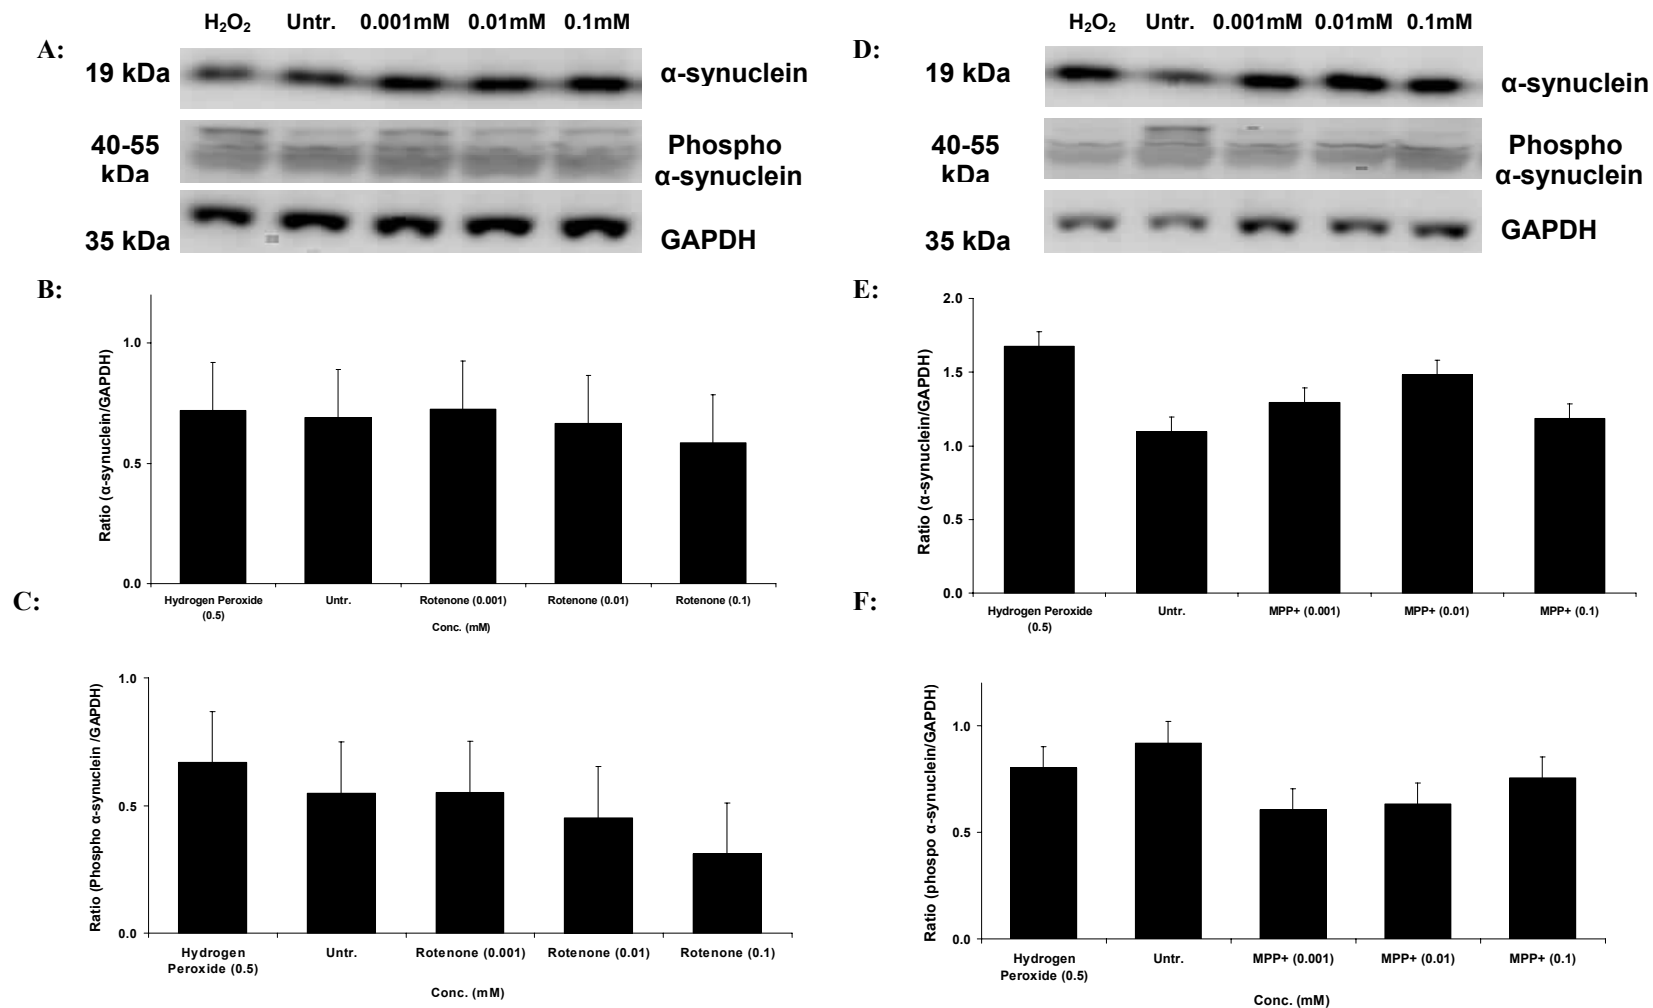 H₂O₂ Untr. 0.001mM 0.01mM 0.1mM
A:
19 kDa
α-synuclein
40-55
kDa
Phospho
α-synuclein
35 kDa
GAPDH
B:
Ratio (α-synuclein/GAPDH)
1.0
0.5
0.0
Hydrogen Peroxide
(0.5)
Untr.
Rotenone (0.001)
Rotenone (0.01)
Rotenone (0.1)
Conc. (mM)
C:
Ratio (Phospho α-synuclein /GAPDH)
1.0
0.5
0.0
Hydrogen
Peroxide (0.5)
Untr.
Rotenone (0.001)
Rotenone (0.01)
Rotenone (0.1)
Conc. (mM)
H₂O₂ Untr. 0.001mM 0.01mM 0.1mM
D:
19 kDa
α-synuclein
40-55
kDa
Phospho
α-synuclein
35 kDa
GAPDH
E:
Ratio (α-synuclein/GAPDH)
2.0
1.5
1.0
0.5
0.0
Hydrogen Peroxide
(0.5)
Untr.
MPP+ (0.001)
MPP+ (0.01)
MPP+ (0.1)
F:
Ratio (phospo α-synuclein/GAPDH)
1.0
0.5
0.0
Hydrogen
Peroxide (0.5)
Untr.
MPP+ (0.001)
MPP+ (0.01)
MPP+ (0.1)
Conc. (mM)